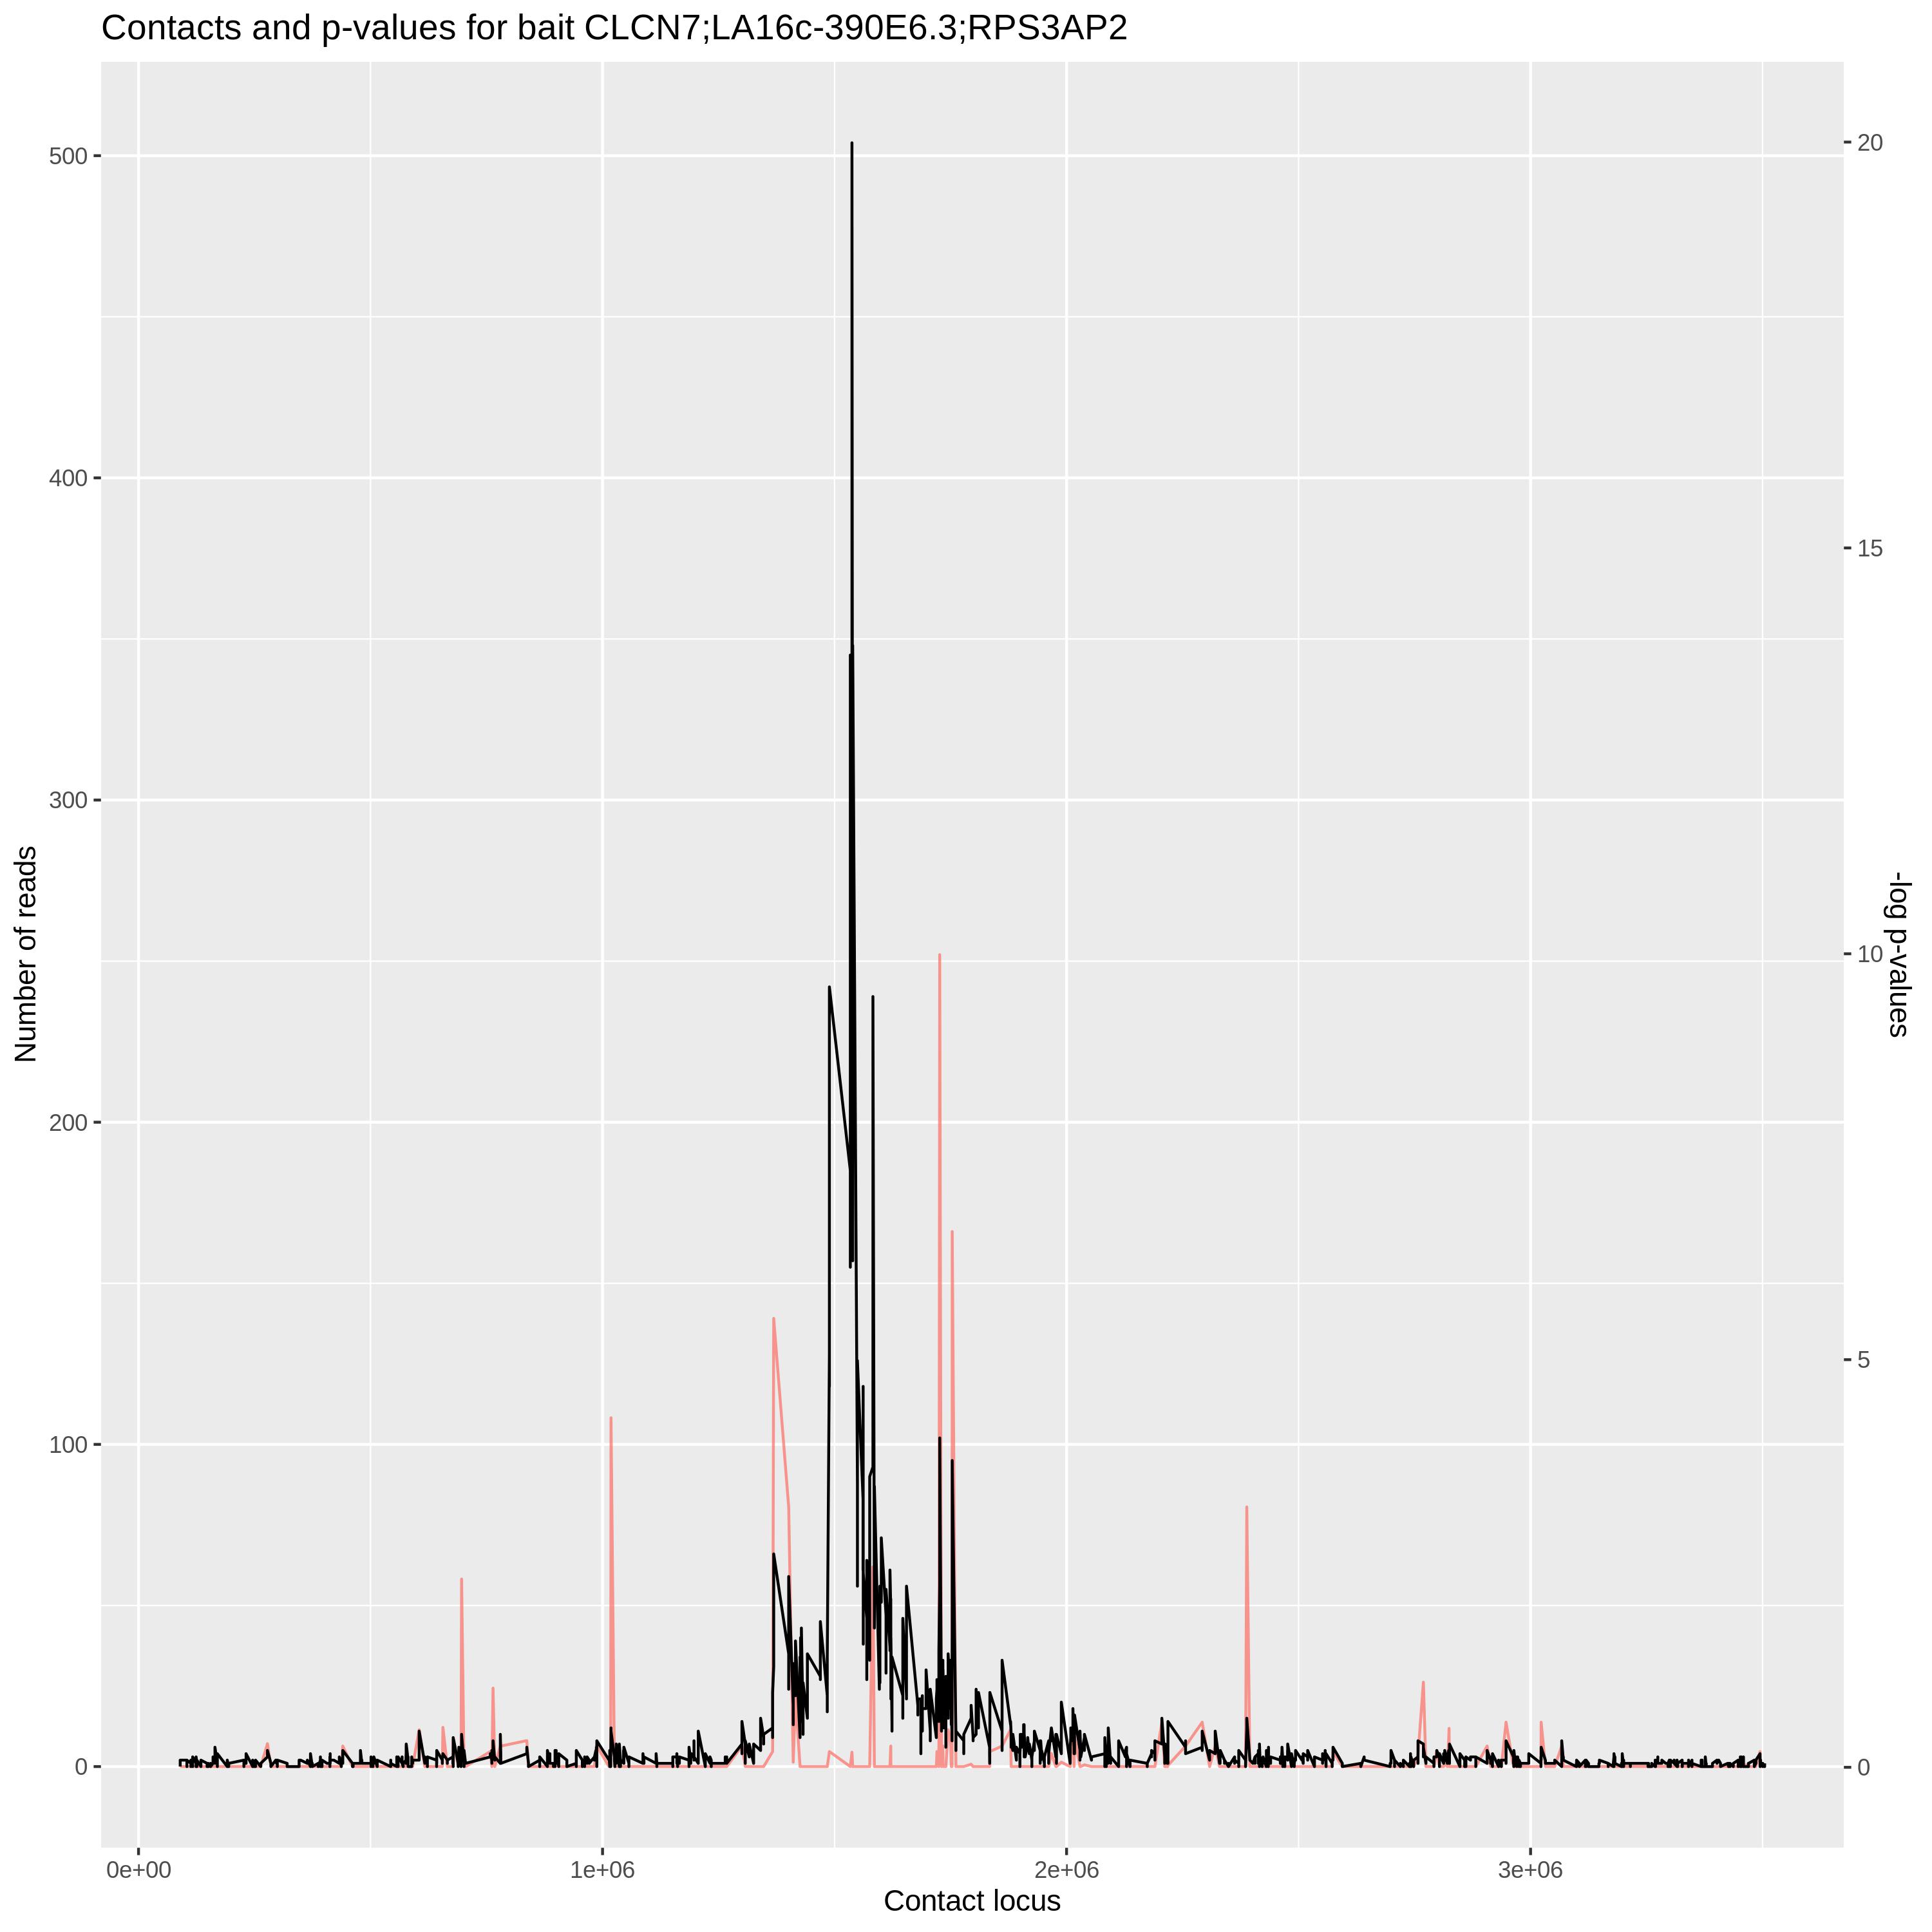 Contacts and p-values for bait CLCN7;LA16c-390E6.3;RPS3AP2
500
400
300
200
100
0
Number of reads
20
15
10
5
0
-log p-values
0e+00
1e+06
2e+06
3e+06
Contact locus